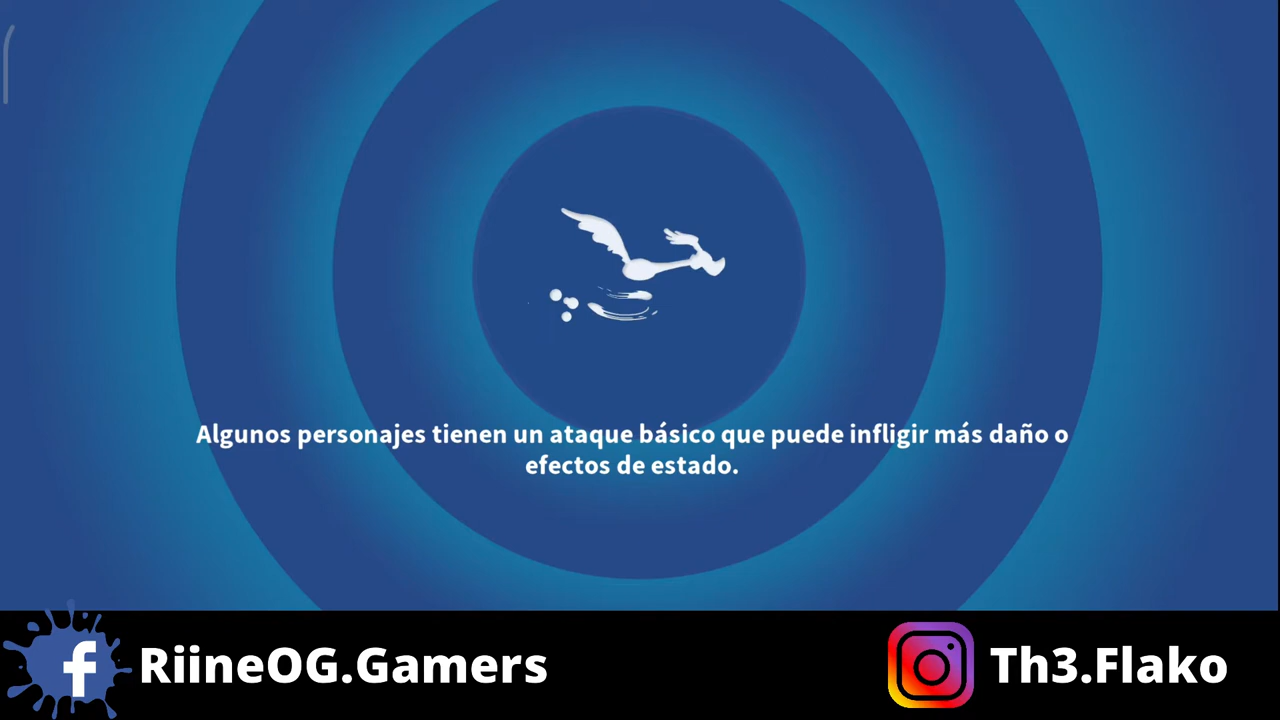 Algunos personajes tienen un ataque básico que puede infligir más daño o
efectos de estado.
f RiineOG.Gamers
Th3.Flako